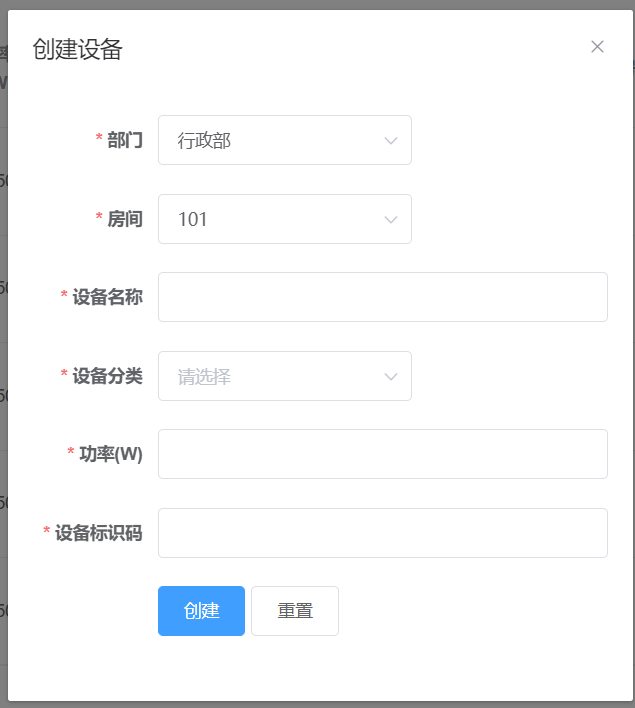 创建设备
* 部门 行政部
* 房间 101
* 设备名称
* 设备分类 请选择
* 功率(W)
* 设备标识码
创建 重置